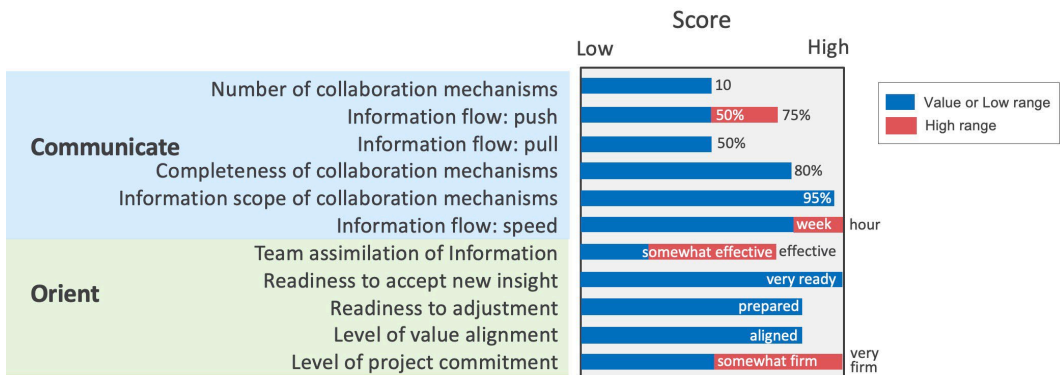 Score
Low High
Number of collaboration mechanisms 10
Information flow: push 50% 75%
Communicate
Information flow: pull 50%
Completeness of collaboration mechanisms 80%
Information scope of collaboration mechanisms 95%
Information flow: speed week hour
Team assimilation of Information somewhat effective effective
Readiness to accept new insight very ready
Orient
Readiness to adjustment prepared
Level of value alignment aligned
Level of project commitment somewhat firm very firm
Value or Low range
High range